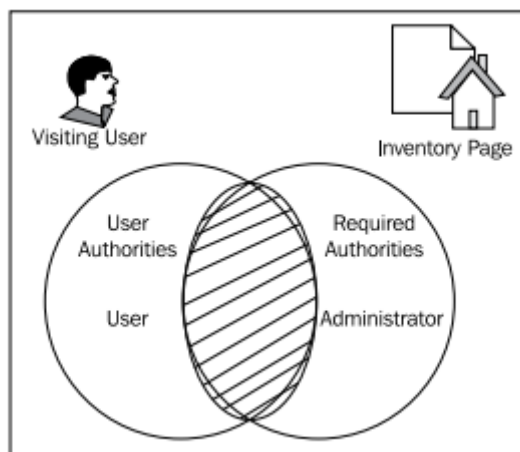 Visiting User
Inventory Page
User
Authorities
Required
Authorities
User
Administrator